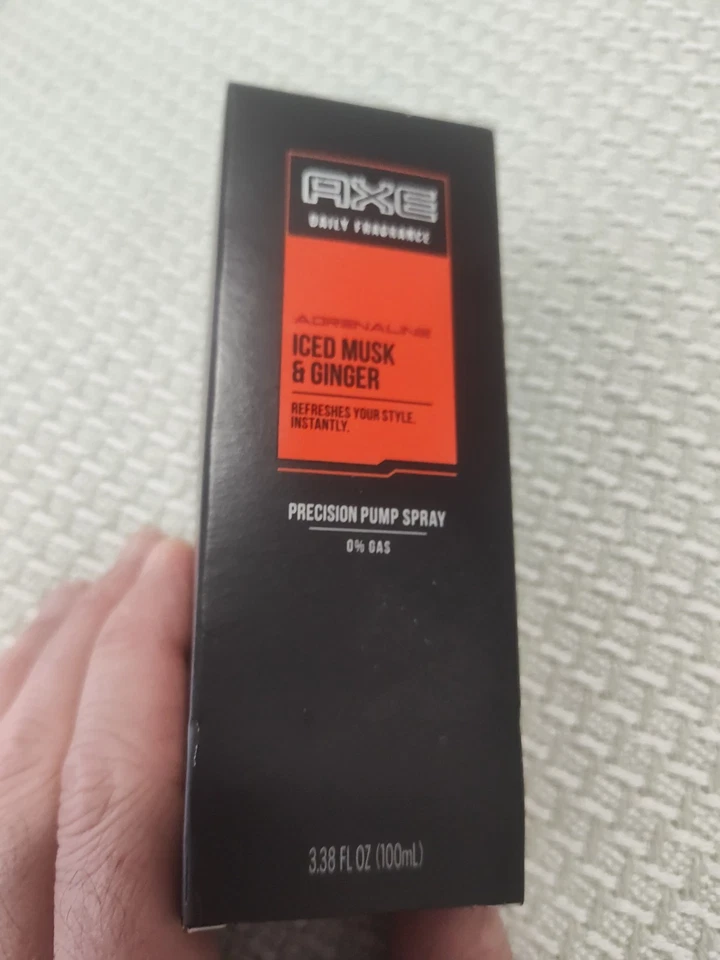 AXE
DAILY FRAGRANCE
ADRENALINE
ICED MUSK
& GINGER
REFRESHES YOUR STYLE.
INSTANTLY.
PRECISION PUMP SPRAY
0% GAS
3.38 FL OZ (100mL)